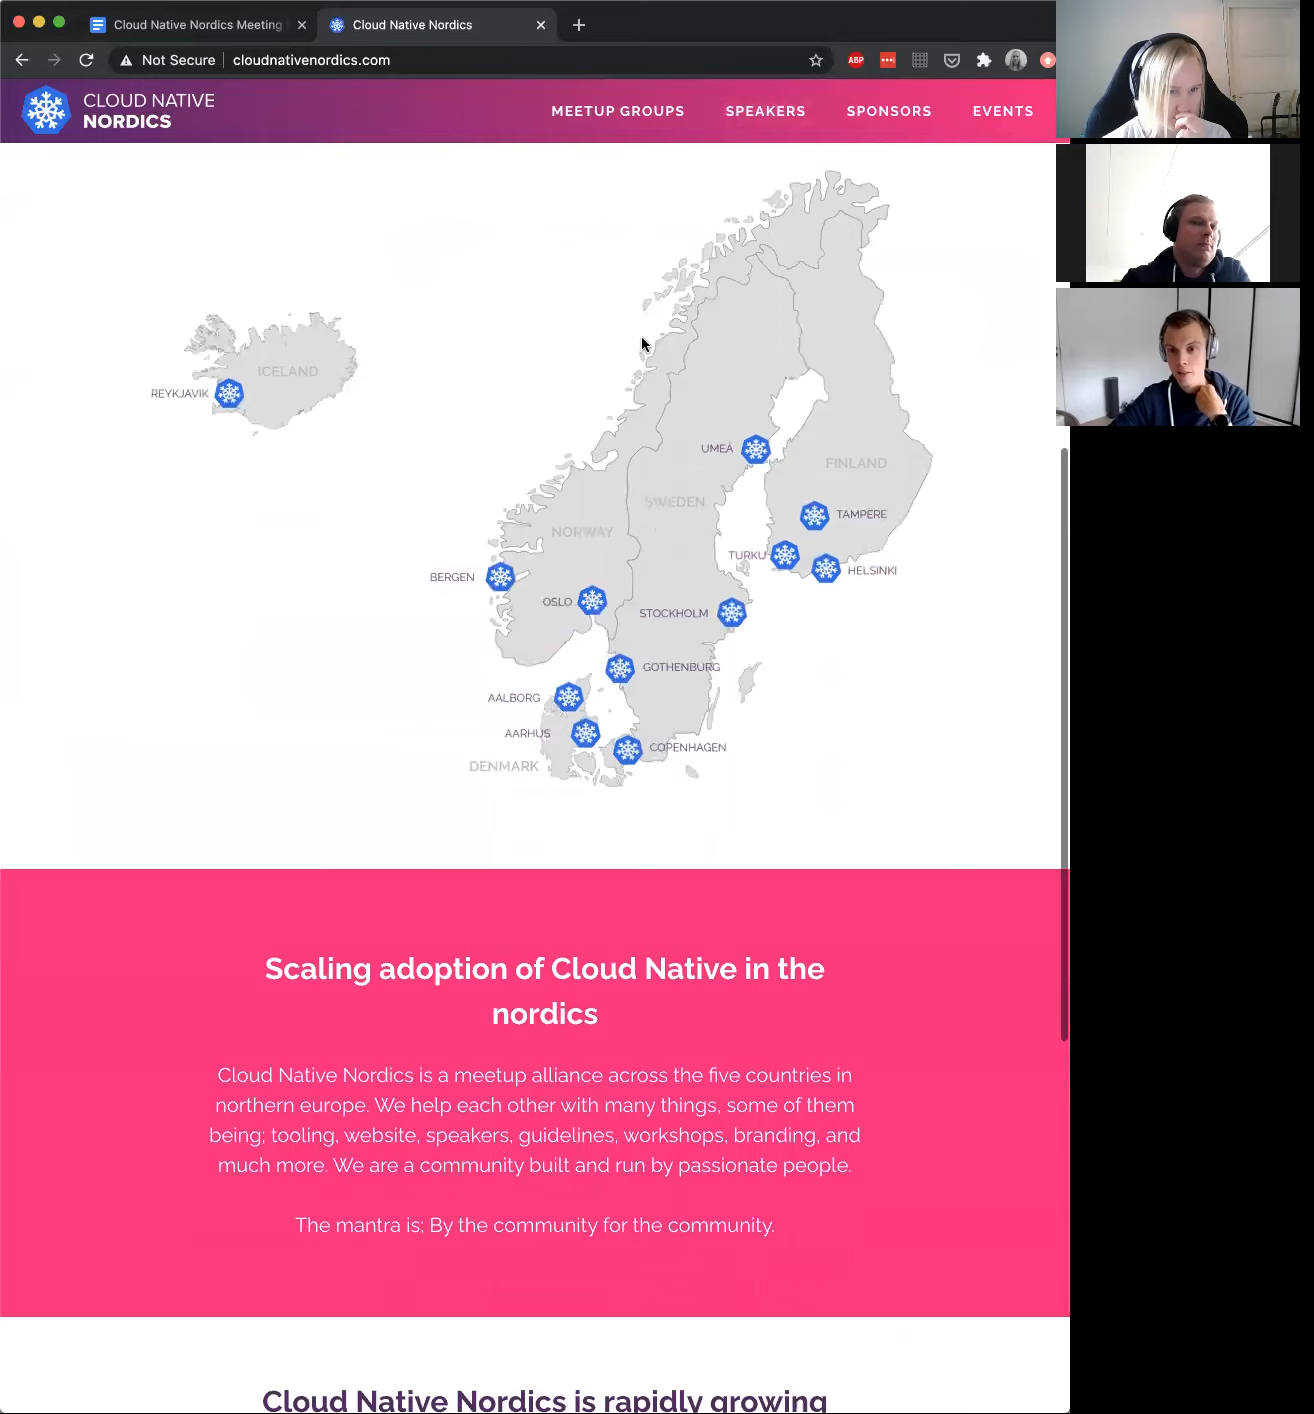 Cloud Native Nordics Meeting
Cloud Native Nordics
Not Secure
cloudnativenordics.com
ABP
CLOUD NATIVE
NORDICS
MEETUP GROUPS
SPEAKERS
SPONSORS
EVENTS
ICELAND
REYKJAVIK
UMEÅ
FINLAND
SWEDEN
TAMPERE
NORWAY
TURKU
HELSINKI
BERGEN
OSLO
STOCKHOLM
GOTHENBURG
AALBORG
AARHUS
COPENHAGEN
DENMARK
Scaling adoption of Cloud Native in the
nordics
Cloud Native Nordics is a meetup alliance across the five countries in
northern europe. We help each other with many things, some of them
being; tooling, website, speakers, guidelines, workshops, branding, and
much more. We are a community built and run by passionate people.
The mantra is; By the community for the community.
Cloud Native Nordics is rapidly growing